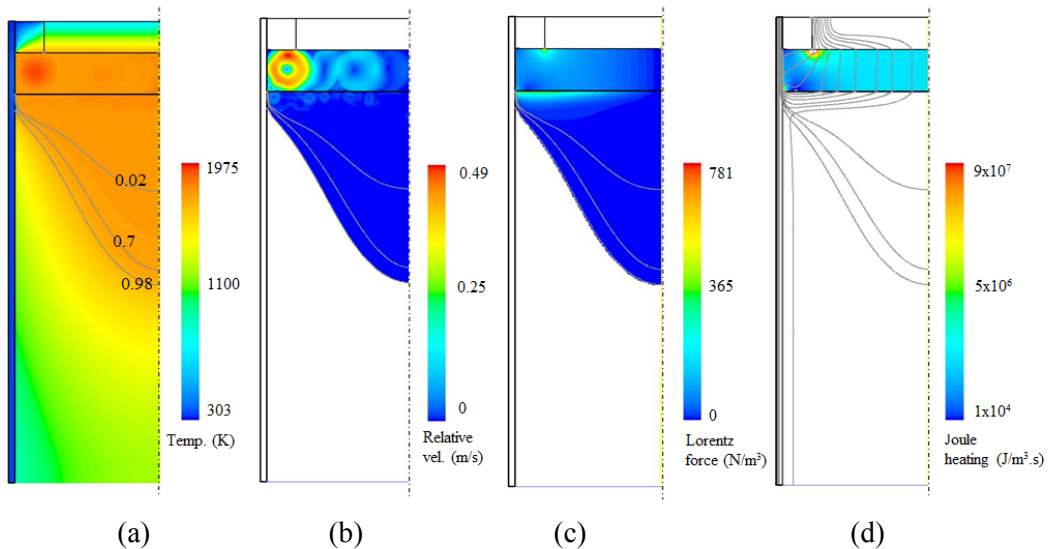 0.02
0.7
0.98
1975
1100
303
Temp. (K)
0.49
0.25
0
Relative
vel. (m/s)
781
365
0
Lorentz
force (N/m³)
9x10⁷
5x10⁶
1x10⁴
Joule
heating (J/m³.s)
(a)
(b)
(c)
(d)